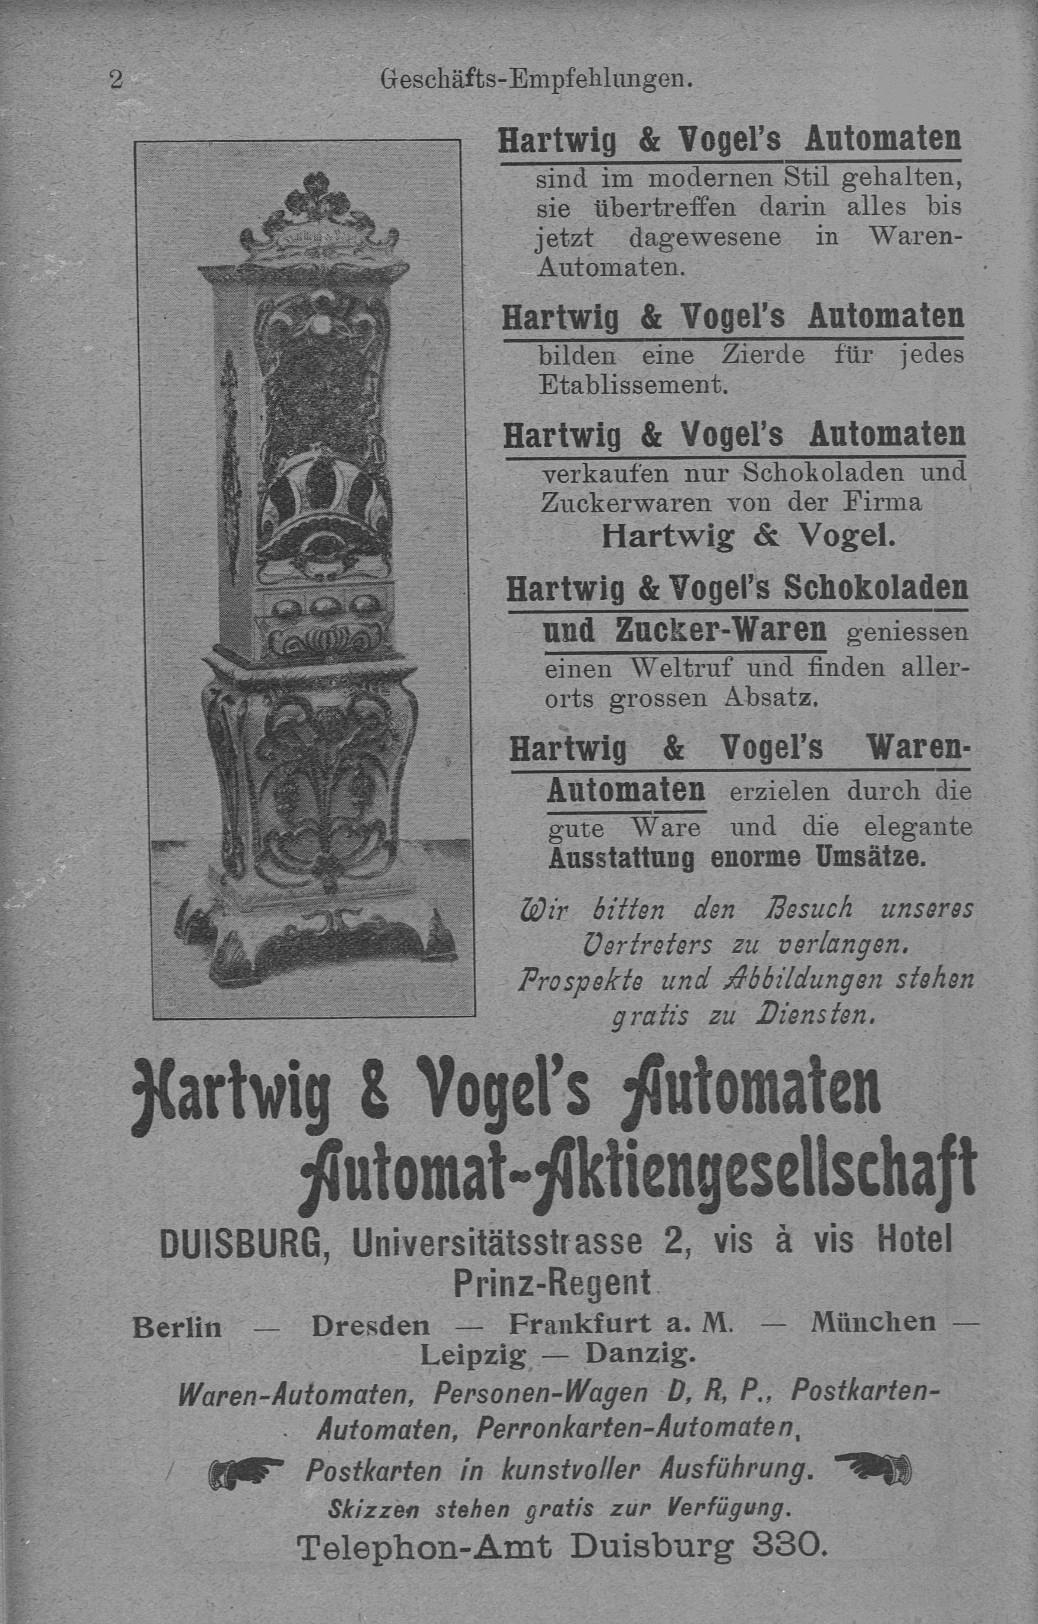 2
Geschäfts-Empfehlungen.
Hartwig & Vogel's Automaten
sind im modernen Stil gehalten,
sie übertreffen darin alles bis
jetzt dagewesene in Waren-
Automaten.
Hartwig & Vogel's Automaten
bilden eine Zierde für jedes
Etablissement.
Hartwig & Vogel's Automaten
verkaufen nur Schokoladen und
Zuckerwaren von der Firma
Hartwig & Vogel.
Hartwig & Vogel's Schokoladen
und Zucker-Waren geniessen
einen Weltruf und finden aller-
orts grossen Absatz.
Hartwig & Vogel's Waren-
Automaten erzielen durch die
gute Ware und die elegante
Ausstattung enorme Umsätze.
Wir bitten den Besuch unseres
Vertreters zu verlangen.
Prospekte und Abbildungen stehen
gratis zu Diensten.
Hartwig & Vogel's Automaten
Automat-Aktiengesellschaft
DUISBURG, Universitätsstrasse 2, vis à vis Hotel
Prinz-Regent
Berlin — Dresden — Frankfurt a. M. — München —
Leipzig — Danzig.
Waren-Automaten, Personen-Wagen D, R, P., Postkarten-
Automaten, Perronkarten-Automaten,
Postkarten in kunstvoller Ausführung.
Skizzen stehen gratis zur Verfügung.
Telephon-Amt Duisburg 330.